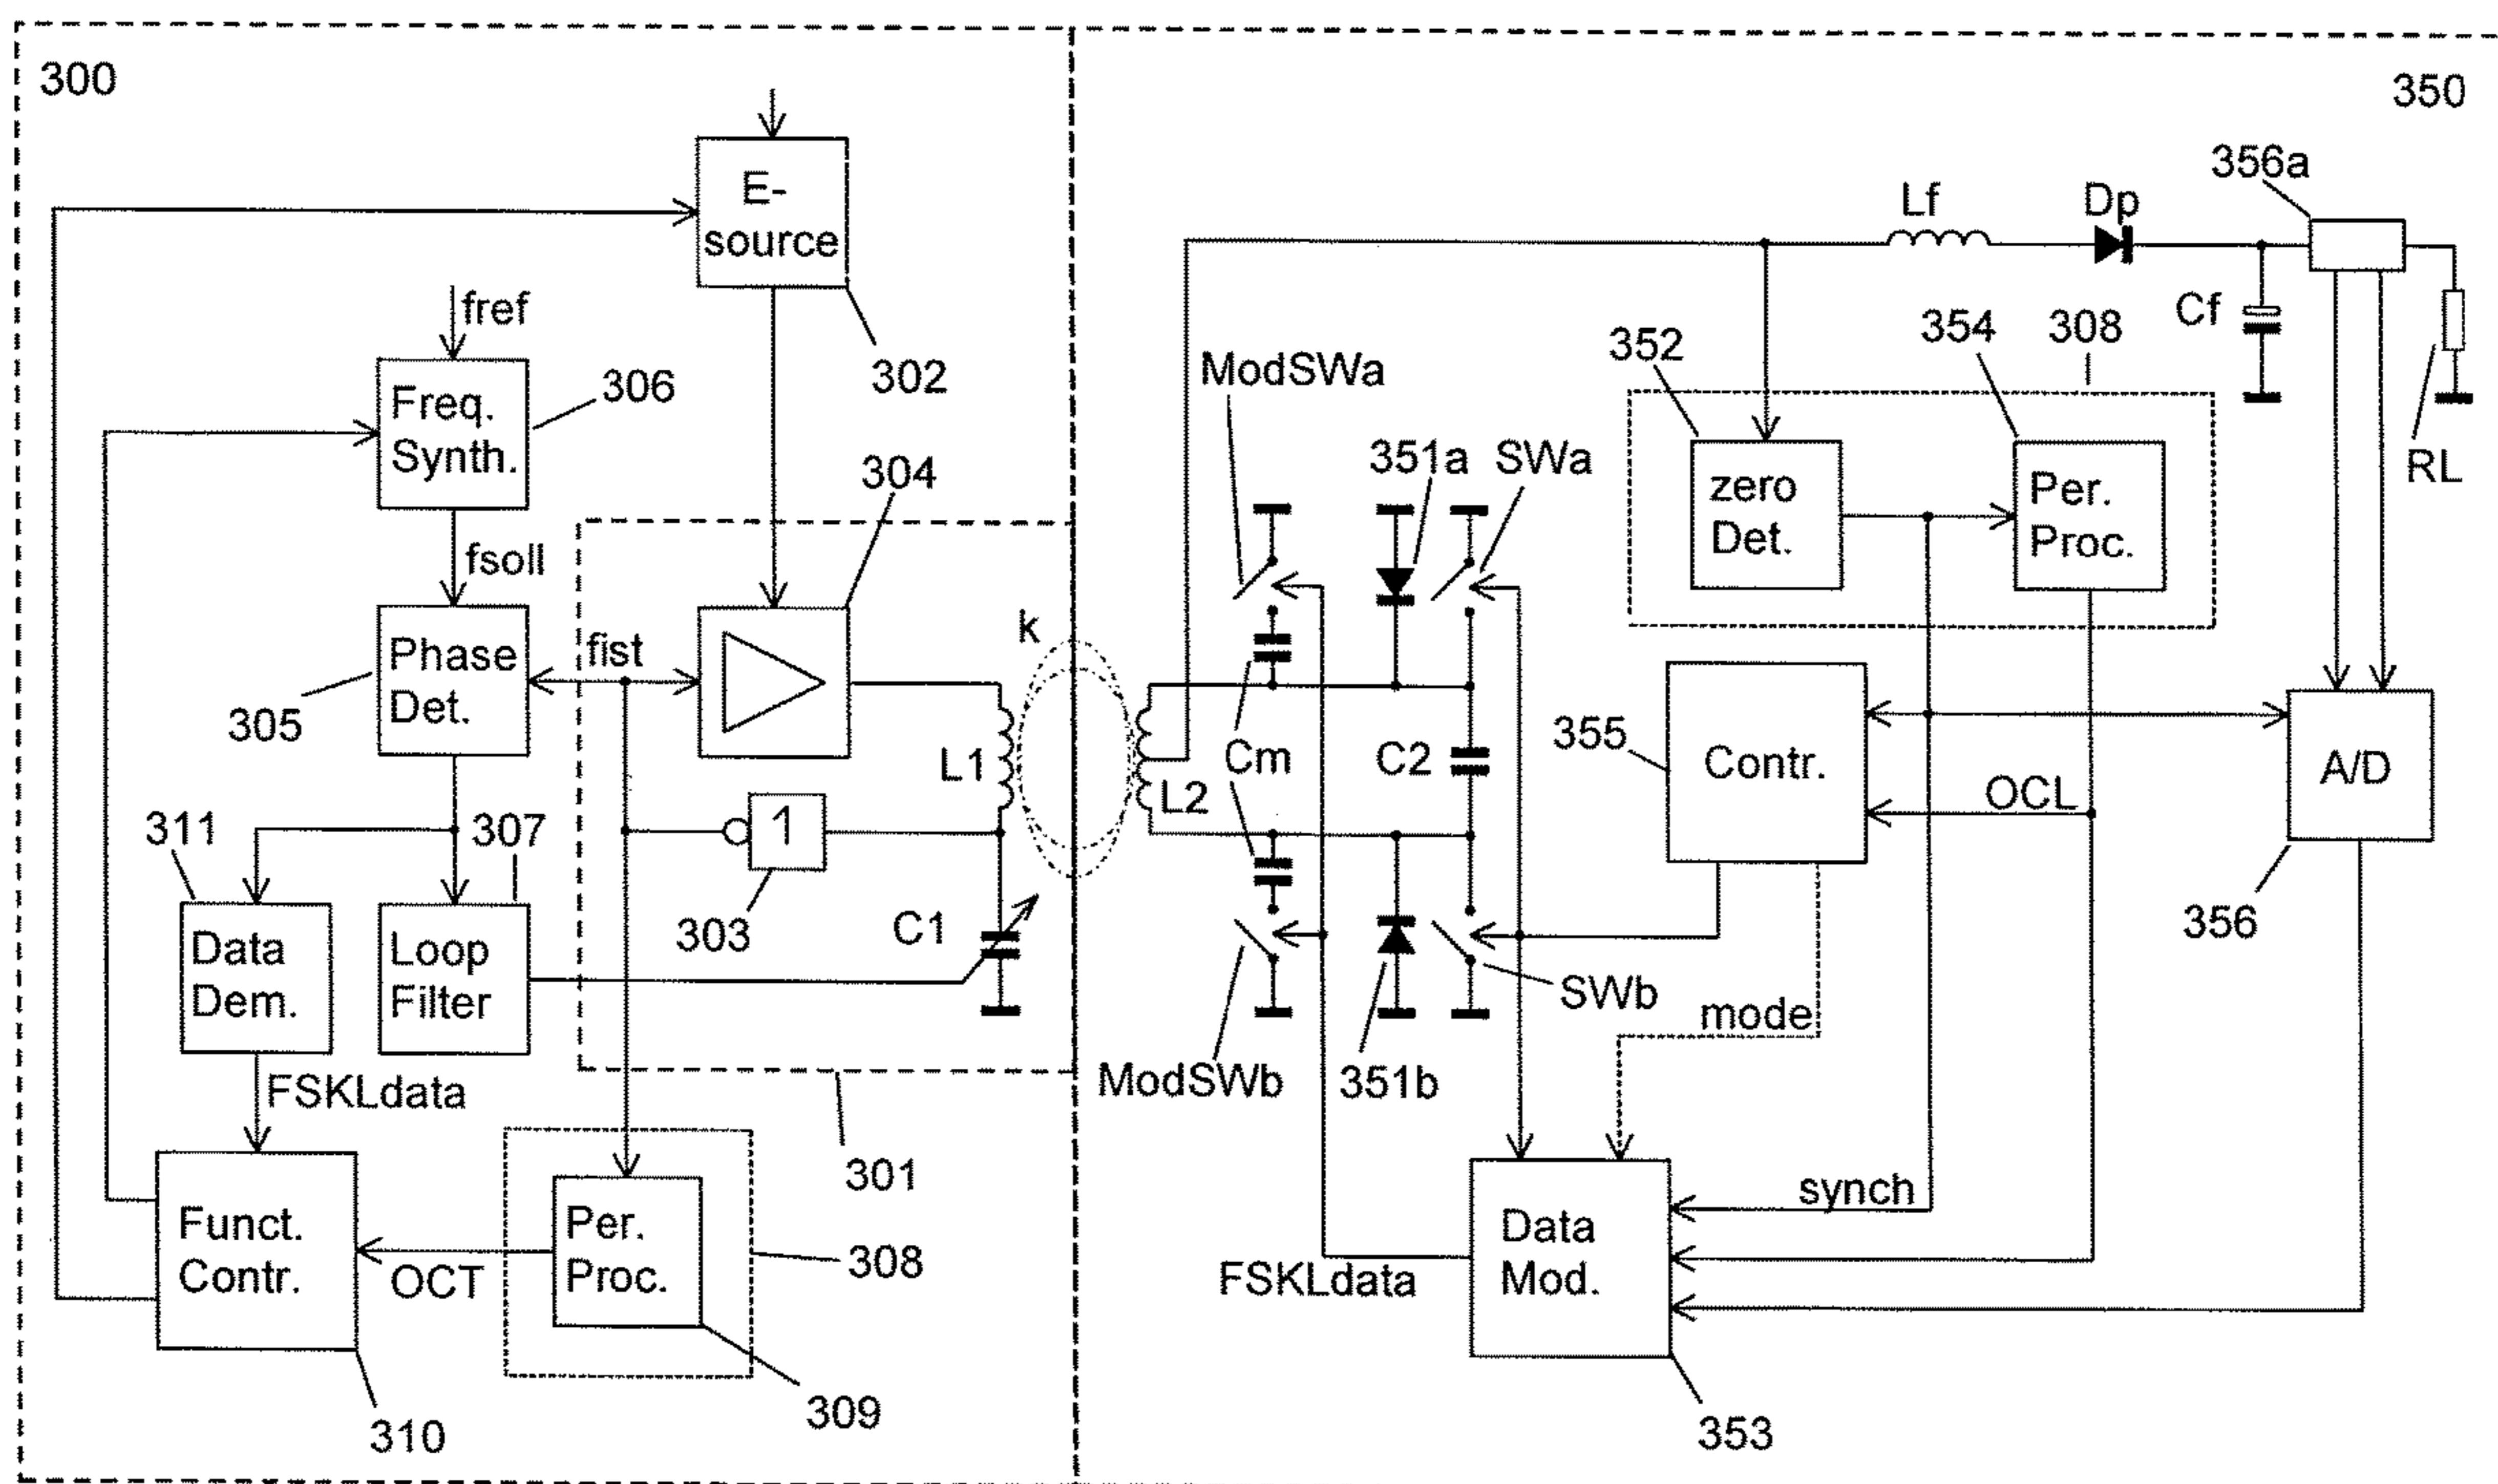 300
350
356a
E-
source
Lf
Dp
fref
302
ModSWa
352
354
308
Cf
Freq.
Synth.
306
304
351a
SWa
zero
Det.
Per.
Proc.
RL
fsoll
k
Phase
Det.
fist
305
L1
Cm
C2
L2
355
Contr.
OCL
A/D
311
307
1
303
C1
356
Data
Dem.
Loop
Filter
SWb
mode
ModSWb
351b
FSKLdata
301
synch
Funct.
Contr.
OCT
Per.
Proc.
308
FSKLdata
Data
Mod.
309
310
353